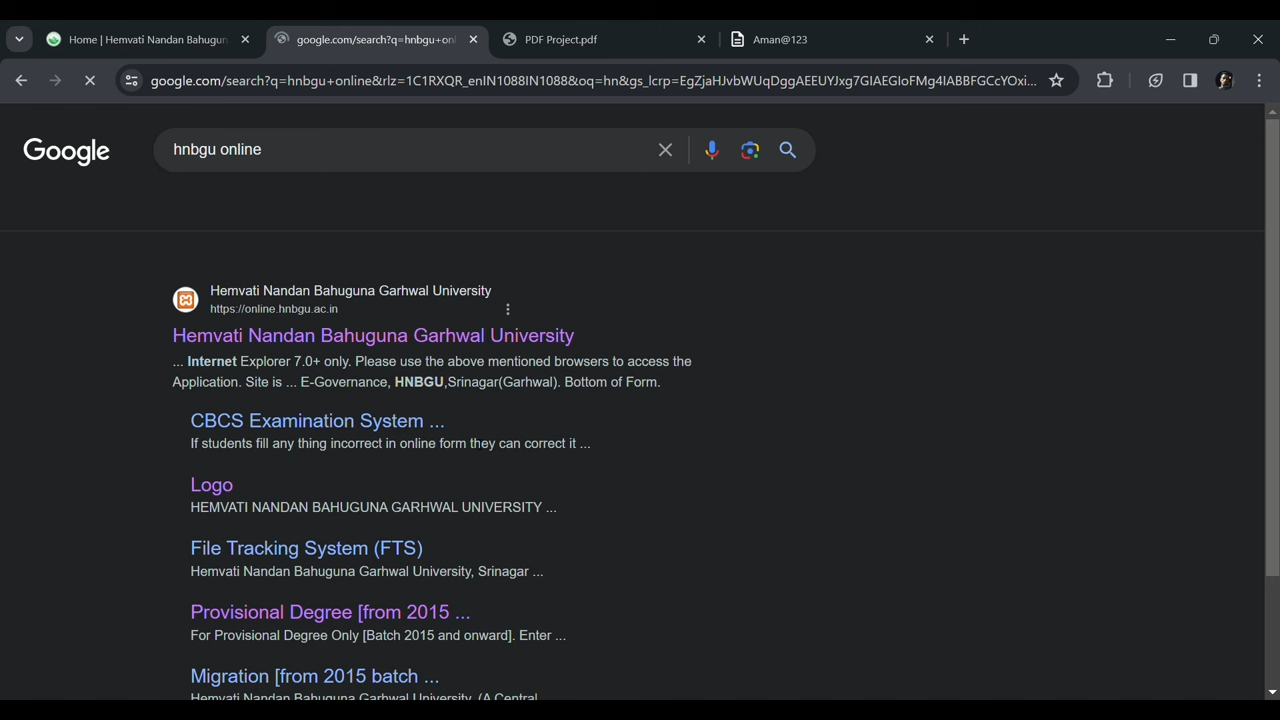 Home | Hemvati Nandan Bahugun
google.com/search?q=hnbgu+onl
PDF Project.pdf
Aman@123
google.com/search?q=hnbgu+online&rlz=1C1RXQR_enIN1088IN1088&oq=hn&gs_lcrp=EgZjaHJvbWUqDggAEEUYJxg7GIAEGIoFMg4IABBFGCcYOxi...
Google
hnbgu online
Hemvati Nandan Bahuguna Garhwal University
https://online.hnbgu.ac.in
Hemvati Nandan Bahuguna Garhwal University
... Internet Explorer 7.0+ only. Please use the above mentioned browsers to access the
Application. Site is ... E-Governance, HNBGU,Srinagar(Garhwal). Bottom of Form.
CBCS Examination System ...
If students fill any thing incorrect in online form they can correct it ...
Logo
HEMVATI NANDAN BAHUGUNA GARHWAL UNIVERSITY ...
File Tracking System (FTS)
Hemvati Nandan Bahuguna Garhwal University, Srinagar ...
Provisional Degree [from 2015 ...
For Provisional Degree Only [Batch 2015 and onward]. Enter ...
Migration [from 2015 batch ...
Hemvati Nandan Bahuguna Garhwal University, (A Central